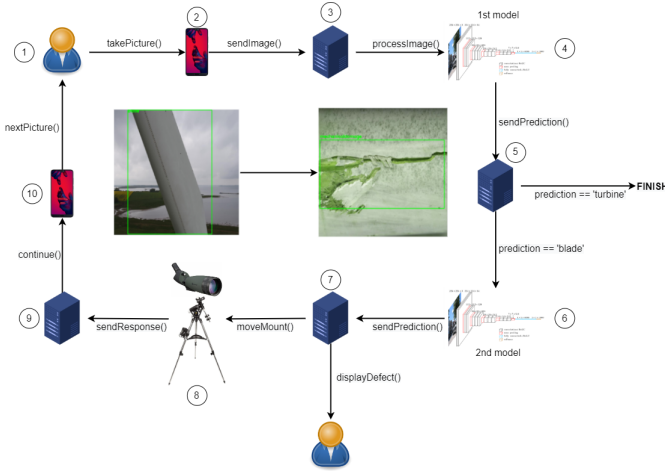 1st model
1
takePicture()
2
sendImage()
3
processImage()
4
sendPrediction()
nextPicture()
5
prediction == 'turbine'
FINISH
10
continue()
prediction == 'blade'
9
sendResponse()
8
moveMount()
7
sendPrediction()
6
2nd model
displayDefect()